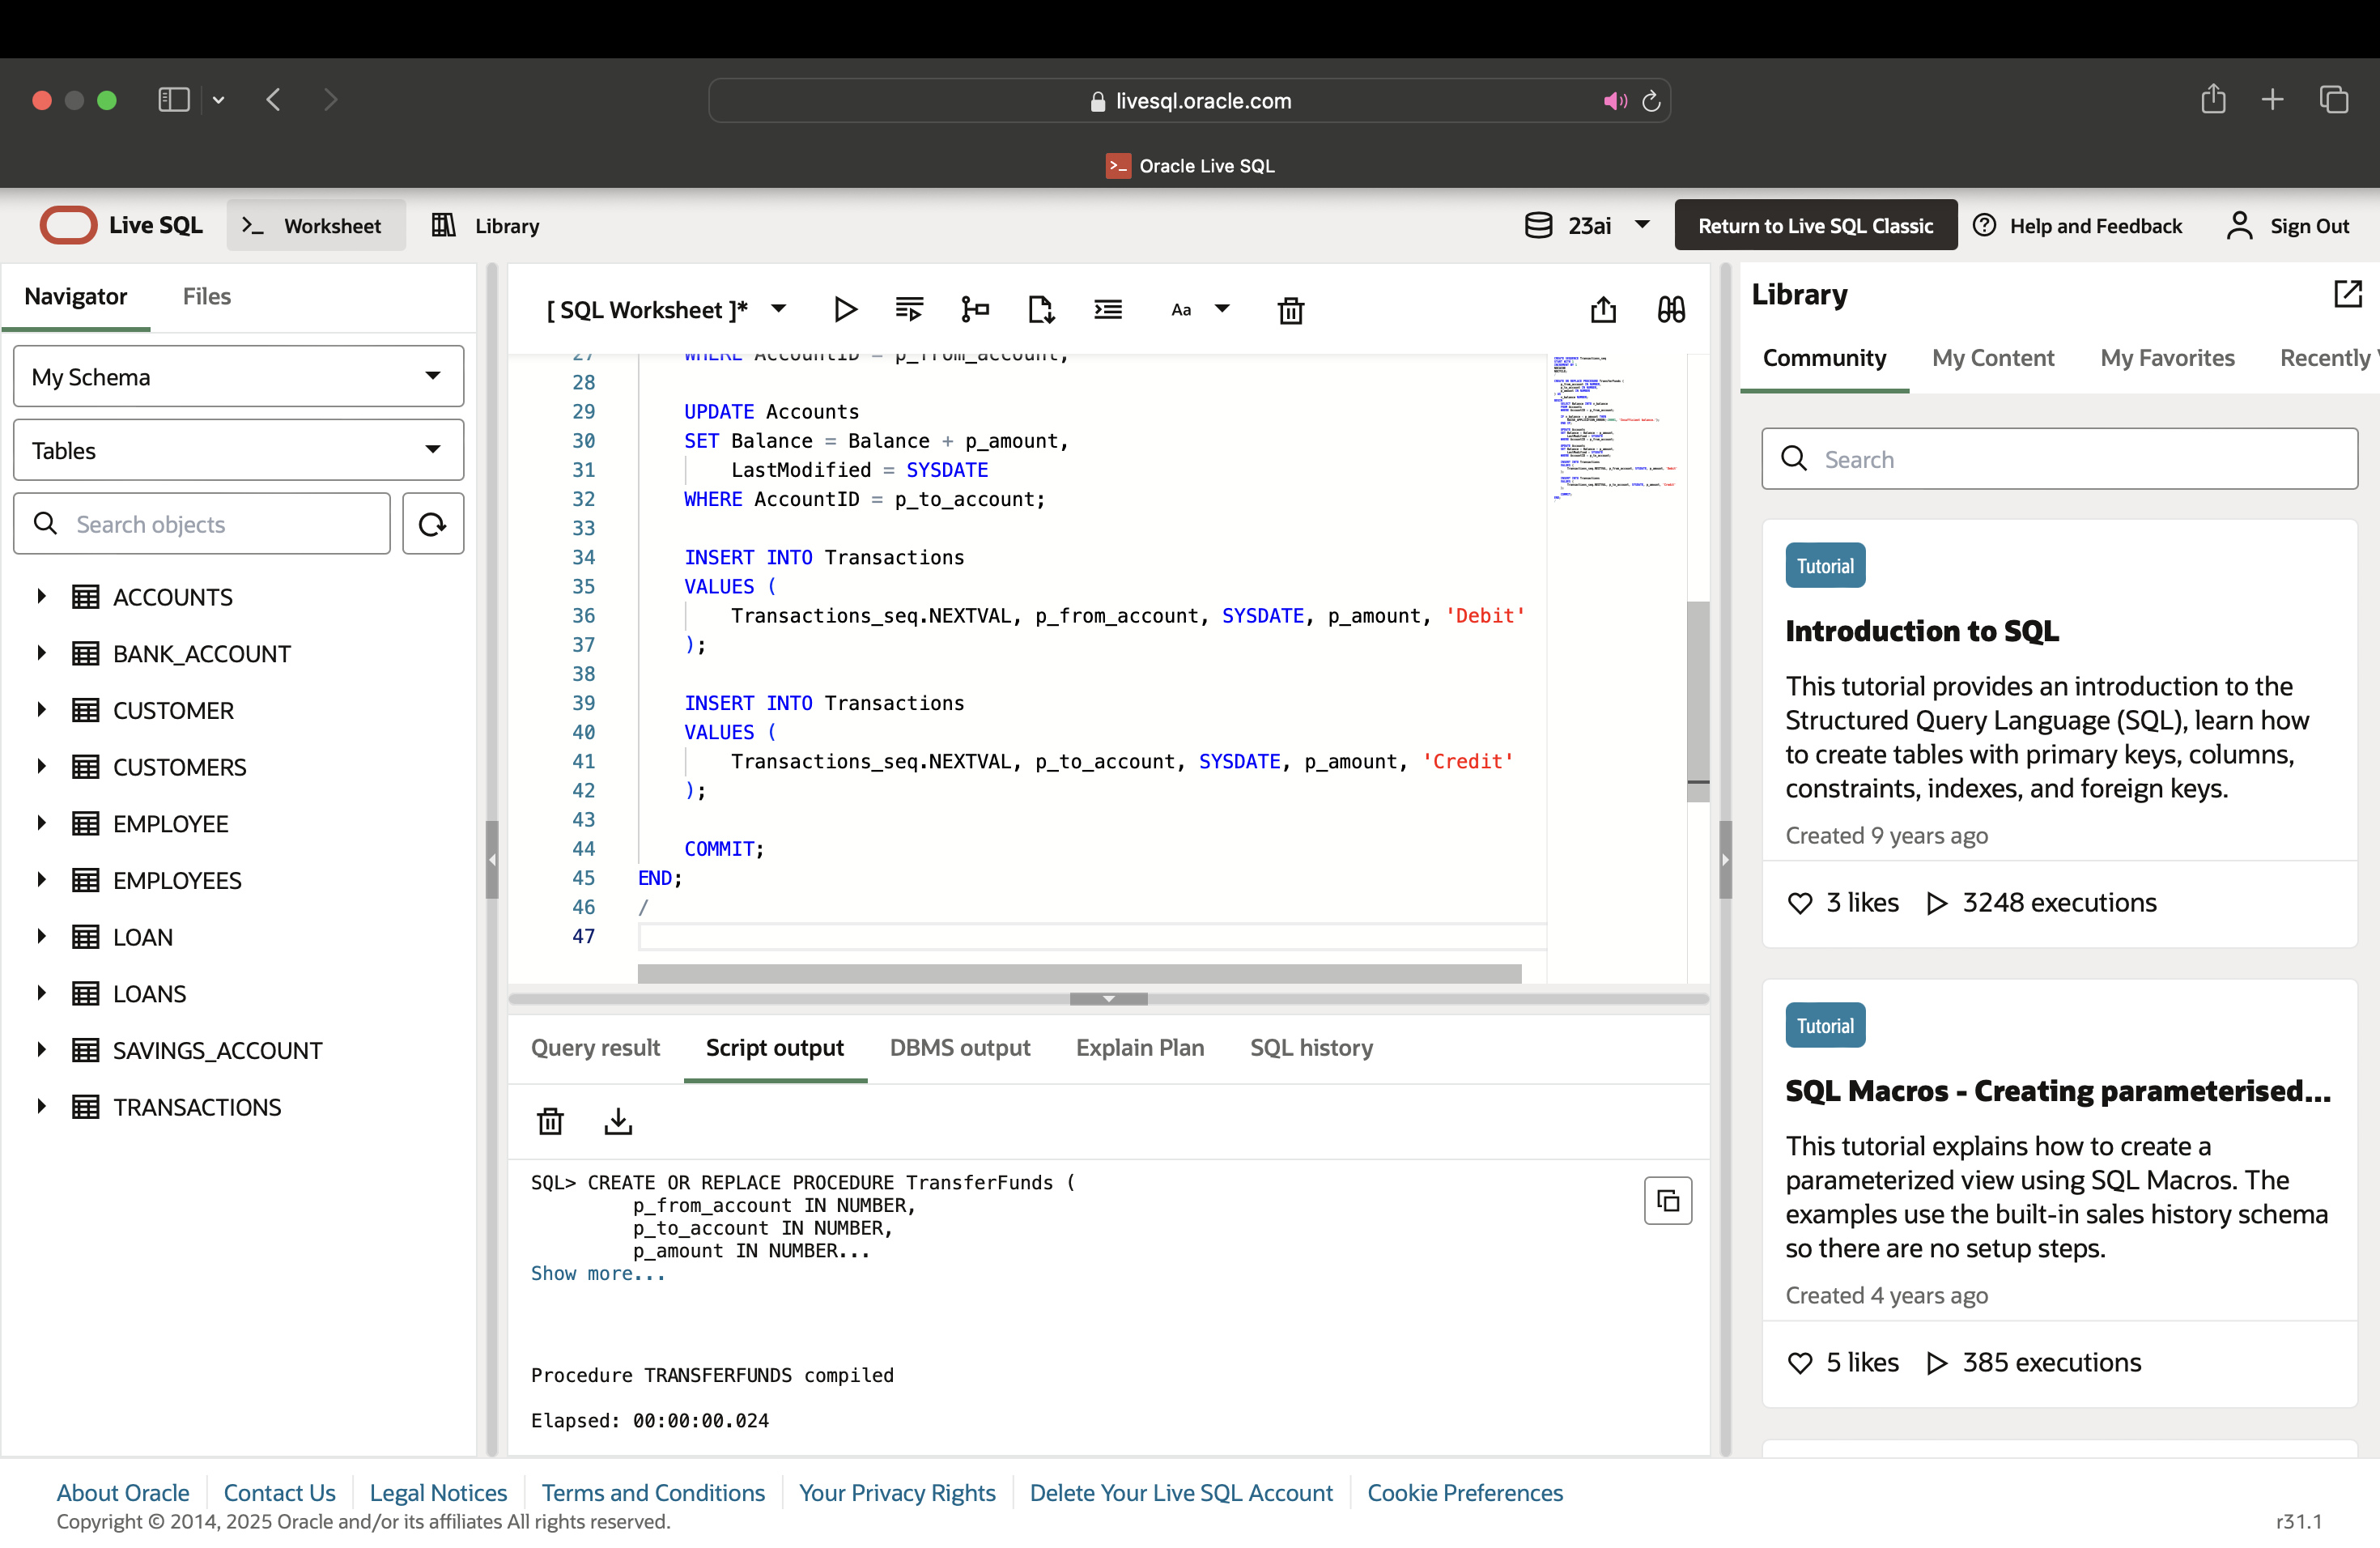 livesql.oracle.com
Oracle Live SQL
Live SQL
Worksheet
Library
23ai
Return to Live SQL Classic
Help and Feedback
Sign Out
Navigator
Files
My Schema
Tables
Search objects
ACCOUNTS
BANK_ACCOUNT
CUSTOMER
CUSTOMERS
EMPLOYEE
EMPLOYEES
LOAN
LOANS
SAVINGS_ACCOUNT
TRANSACTIONS
[ SQL Worksheet ]*
Aa
27 WHERE AccountID = p_from_account;
28
29 UPDATE Accounts
30 SET Balance = Balance + p_amount,
31 LastModified = SYSDATE
32 WHERE AccountID = p_to_account;
33
34 INSERT INTO Transactions
35 VALUES (
36 Transactions_seq.NEXTVAL, p_from_account, SYSDATE, p_amount, 'Debit'
37 );
38
39 INSERT INTO Transactions
40 VALUES (
41 Transactions_seq.NEXTVAL, p_to_account, SYSDATE, p_amount, 'Credit'
42 );
43
44 COMMIT;
45 END;
46 /
47
Query result
Script output
DBMS output
Explain Plan
SQL history
SQL> CREATE OR REPLACE PROCEDURE TransferFunds (
p_from_account IN NUMBER,
p_to_account IN NUMBER,
p_amount IN NUMBER...
Show more...
Procedure TRANSFERFUNDS compiled
Elapsed: 00:00:00.024
Library
Community
My Content
My Favorites
Recently
Search
Tutorial
Introduction to SQL
This tutorial provides an introduction to the
Structured Query Language (SQL), learn how
to create tables with primary keys, columns,
constraints, indexes, and foreign keys.
Created 9 years ago
3 likes
3248 executions
Tutorial
SQL Macros - Creating parameterised...
This tutorial explains how to create a
parameterized view using SQL Macros. The
examples use the built-in sales history schema
so there are no setup steps.
Created 4 years ago
5 likes
385 executions
About Oracle
Contact Us
Legal Notices
Terms and Conditions
Your Privacy Rights
Delete Your Live SQL Account
Cookie Preferences
Copyright © 2014, 2025 Oracle and/or its affiliates All rights reserved.
r31.1